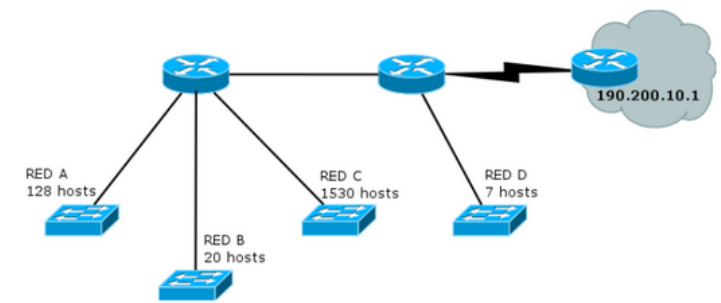 190.200.10.1
RED A
128 hosts
RED C
1530 hosts
RED D
7 hosts
RED B
20 hosts